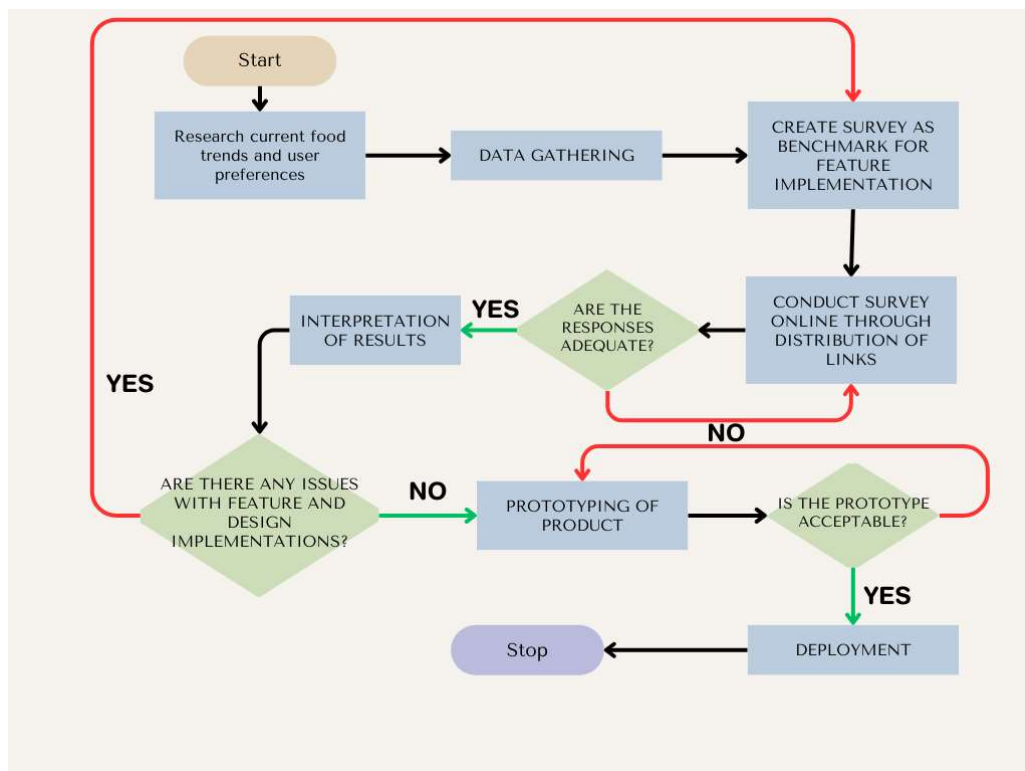 Start
Research current food
trends and user
preferences
DATA GATHERING
CREATE SURVEY AS
BENCHMARK FOR
FEATURE
IMPLEMENTATION
CONDUCT SURVEY
ONLINE THROUGH
DISTRIBUTION OF
LINKS
ARE THE
RESPONSES
ADEQUATE?
YES
NO
INTERPRETATION
OF RESULTS
ARE THERE ANY ISSUES
WITH FEATURE AND
DESIGN
IMPLEMENTATIONS?
YES
NO
PROTOTYPING OF
PRODUCT
IS THE PROTOTYPE
ACCEPTABLE?
YES
DEPLOYMENT
Stop